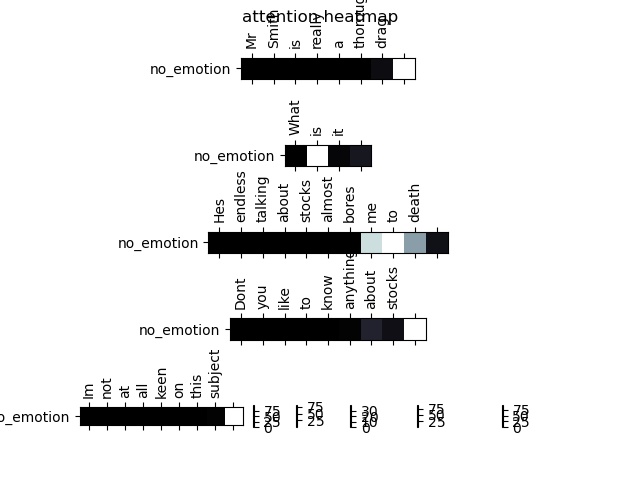 attention heatmap
Mr Smith is really a thorough drag
no_emotion
What is it
no_emotion
Hes endless talking about stocks almost bores me to death
no_emotion
Dont you like to know anything about stocks
no_emotion
Im not at all keen on this subject
no_emotion
75 50 25 0
75 50 25
30 20 10 0
75 50 25
75 50 25 0